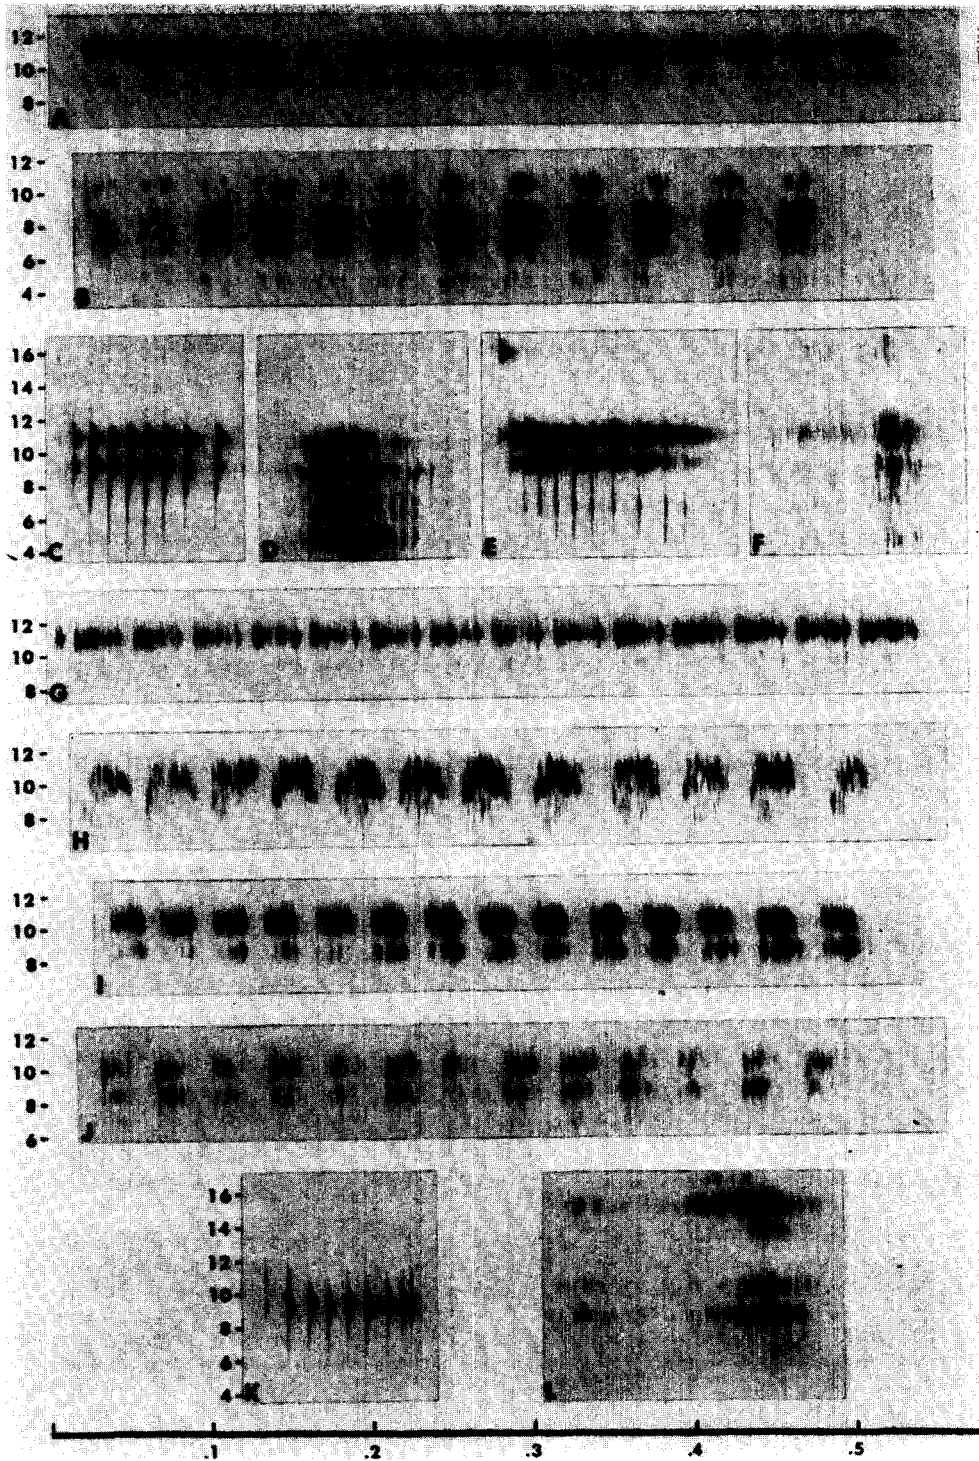 12-
10-
8-
A
12-
10-
8-
6-
4-
B
16-
14-
12-
10-
8-
6-
4-
C
D
E
F
12-
10-
8-
G
12-
10-
8-
H
12-
10-
8-
I
12-
10-
8-
6-
J
16-
14-
12-
10-
8-
6-
4-
K
L
.1 .2 .3 .4 .5